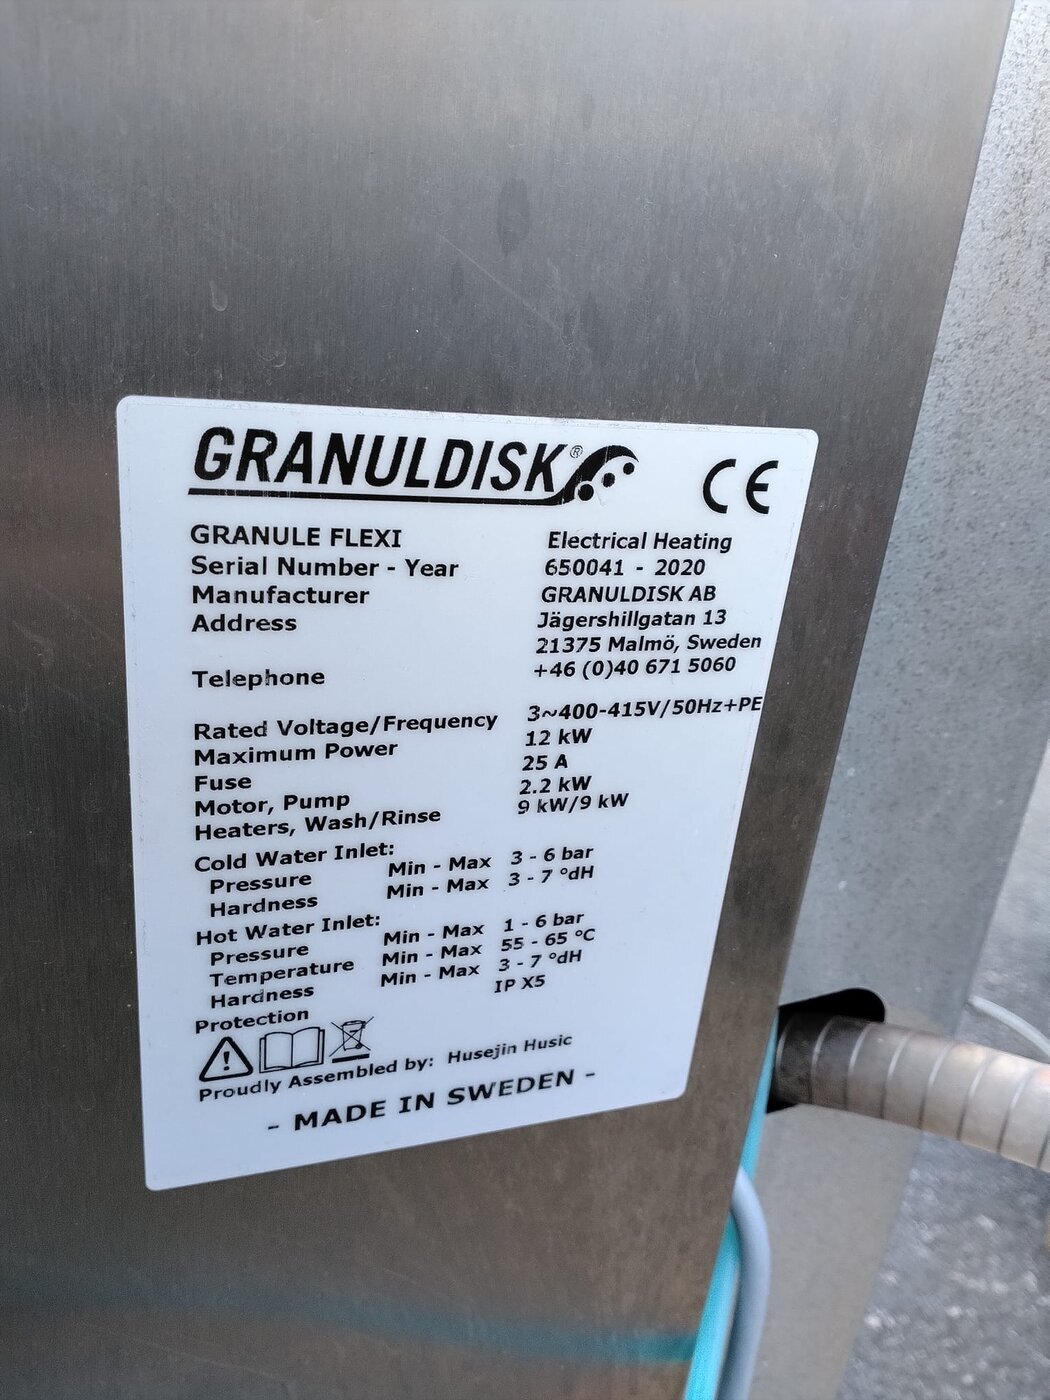 GRANULDISK®
CE
GRANULE FLEXI Electrical Heating
Serial Number - Year 650041 - 2020
Manufacturer GRANULDISK AB
Address Jägershillgatan 13
21375 Malmö, Sweden
Telephone +46 (0)40 671 5060
Rated Voltage/Frequency 3~400-415V/50Hz+PE
Maximum Power 12 kW
Fuse 25 A
Motor, Pump 2.2 kW
Heaters, Wash/Rinse 9 kW/9 kW
Cold Water Inlet:
Pressure Min - Max 3 - 6 bar
Hardness Min - Max 3 - 7 °dH
Hot Water Inlet:
Pressure Min - Max 1 - 6 bar
Temperature Min - Max 55 - 65 °C
Hardness Min - Max 3 - 7 °dH
Protection IP X5
Proudly Assembled by: Husejin Husic
- MADE IN SWEDEN -